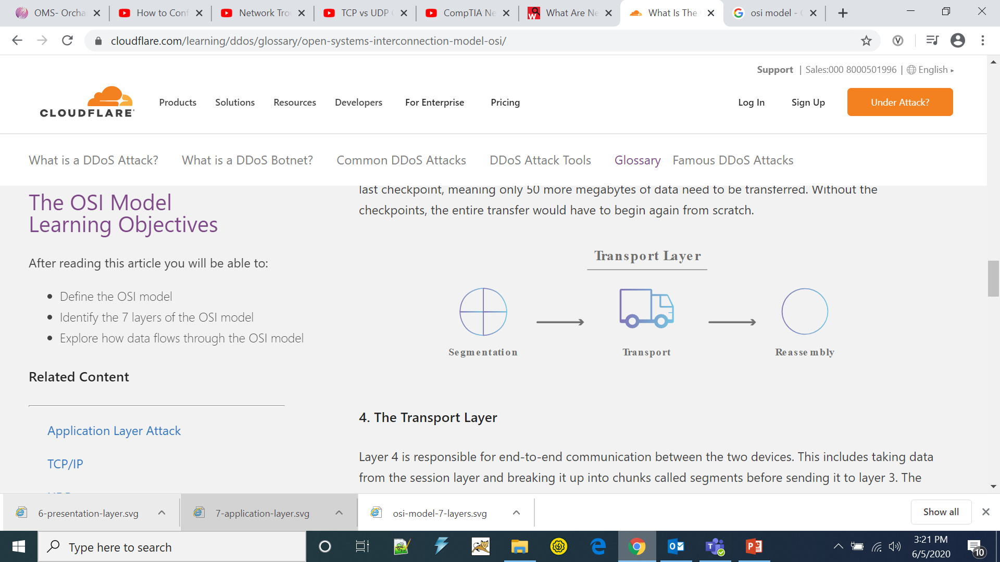 OMS- Orcha
How to Conf
Network Tro
TCP vs UDP
CompTIA Ne
What Are Ne
What Is The
osi model -
cloudflare.com/learning/ddos/glossary/open-systems-interconnection-model-osi/
Support | Sales:000 8000501996 | English ▸
CLOUDFLARE
Products Solutions Resources Developers For Enterprise Pricing
Log In Sign Up Under Attack?
What is a DDoS Attack? What is a DDoS Botnet? Common DDoS Attacks DDoS Attack Tools Glossary Famous DDoS Attacks
The OSI Model
Learning Objectives
After reading this article you will be able to:
• Define the OSI model
• Identify the 7 layers of the OSI model
• Explore how data flows through the OSI model
Related Content
Application Layer Attack
TCP/IP
last checkpoint, meaning only 50 more megabytes of data need to be transferred. Without the
checkpoints, the entire transfer would have to begin again from scratch.
Transport Layer
Segmentation
Transport
Reassembly
4. The Transport Layer
Layer 4 is responsible for end-to-end communication between the two devices. This includes taking data
from the session layer and breaking it up into chunks called segments before sending it to layer 3. The
6-presentation-layer.svg
7-application-layer.svg
osi-model-7-layers.svg
Show all
Type here to search
3:21 PM
6/5/2020
10